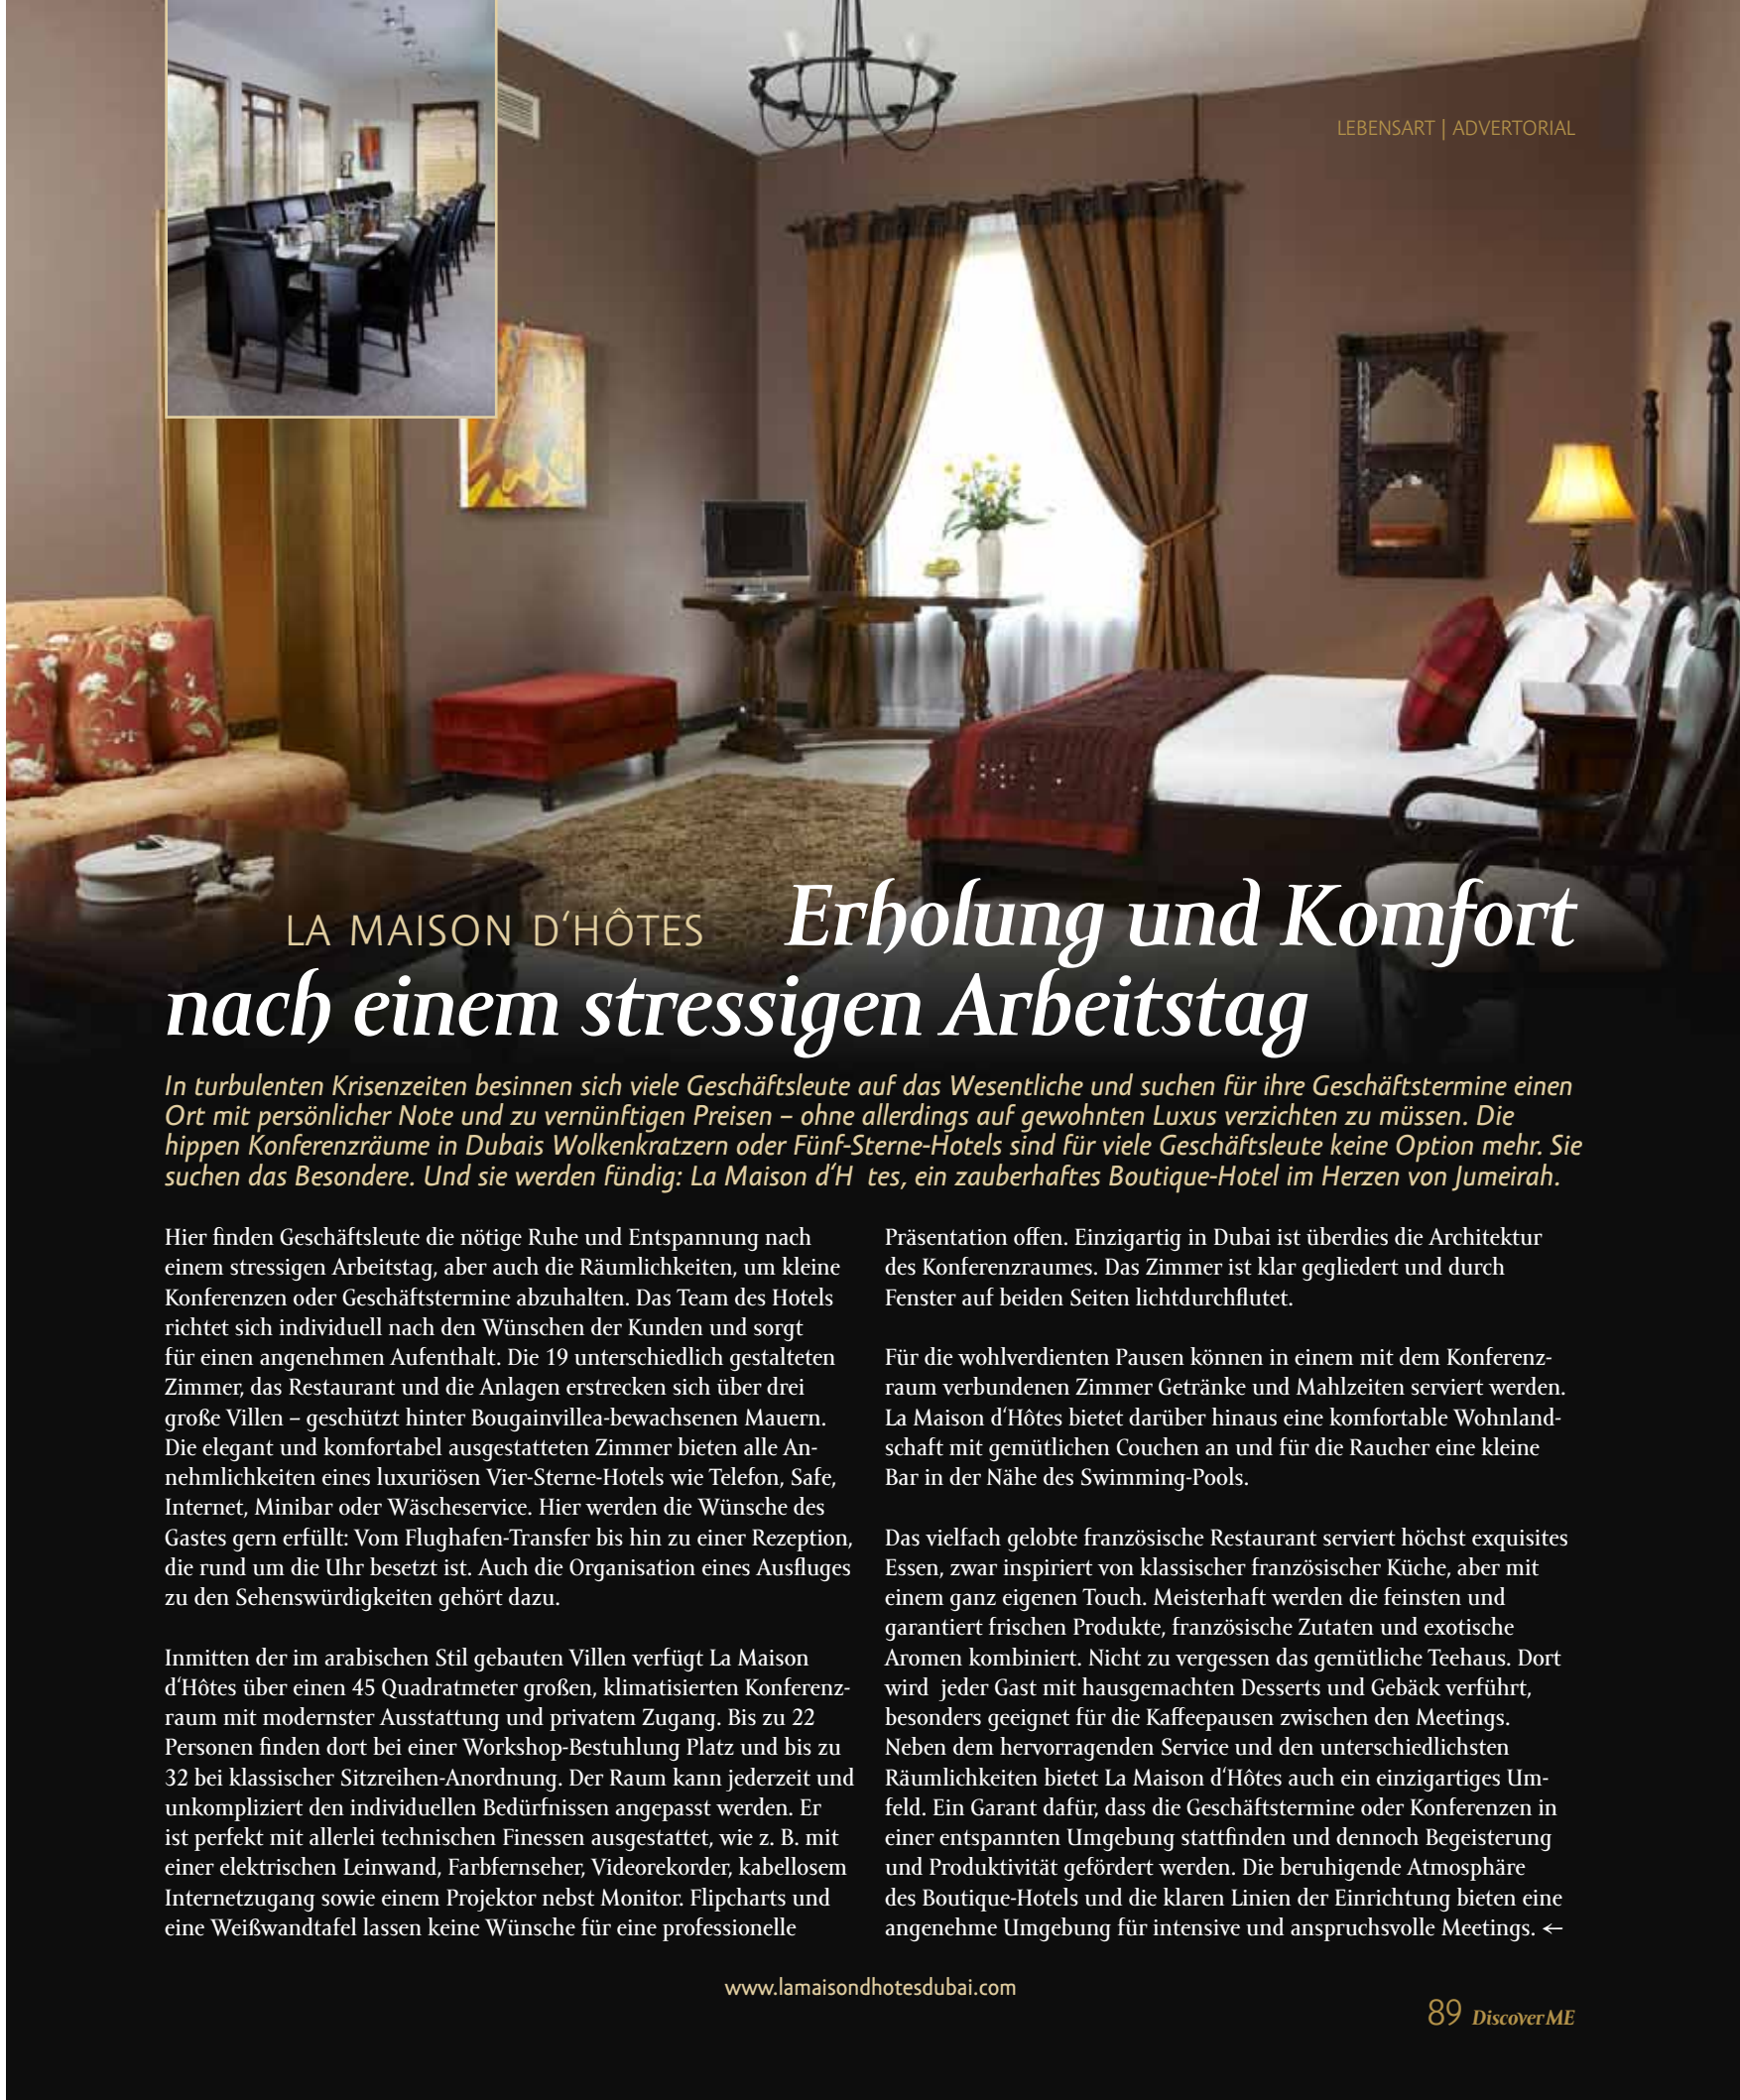 LEBENSART | ADVERTORIAL
LA MAISON D‘HÔTES Erholung und Komfort
nach einem stressigen Arbeitstag
In turbulenten Krisenzeiten besinnen sich viele Geschäftsleute auf das Wesentliche und suchen für ihre Geschäftstermine einen
Ort mit persönlicher Note und zu vernünftigen Preisen – ohne allerdings auf gewohnten Luxus verzichten zu müssen. Die
hippen Konferenzräume in Dubais Wolkenkratzern oder Fünf-Sterne-Hotels sind für viele Geschäftsleute keine Option mehr. Sie
suchen das Besondere. Und sie werden fündig: La Maison d‘H tes, ein zauberhaftes Boutique-Hotel im Herzen von Jumeirah.
Hier finden Geschäftsleute die nötige Ruhe und Entspannung nach
einem stressigen Arbeitstag, aber auch die Räumlichkeiten, um kleine
Konferenzen oder Geschäftstermine abzuhalten. Das Team des Hotels
richtet sich individuell nach den Wünschen der Kunden und sorgt
für einen angenehmen Aufenthalt. Die 19 unterschiedlich gestalteten
Zimmer, das Restaurant und die Anlagen erstrecken sich über drei
große Villen – geschützt hinter Bougainvillea-bewachsenen Mauern.
Die elegant und komfortabel ausgestatteten Zimmer bieten alle An-
nehmlichkeiten eines luxuriösen Vier-Sterne-Hotels wie Telefon, Safe,
Internet, Minibar oder Wäscheservice. Hier werden die Wünsche des
Gastes gern erfüllt: Vom Flughafen-Transfer bis hin zu einer Rezeption,
die rund um die Uhr besetzt ist. Auch die Organisation eines Ausfluges
zu den Sehenswürdigkeiten gehört dazu.
Inmitten der im arabischen Stil gebauten Villen verfügt La Maison
d‘Hôtes über einen 45 Quadratmeter großen, klimatisierten Konferenz-
raum mit modernster Ausstattung und privatem Zugang. Bis zu 22
Personen finden dort bei einer Workshop-Bestuhlung Platz und bis zu
32 bei klassischer Sitzreihen-Anordnung. Der Raum kann jederzeit und
unkompliziert den individuellen Bedürfnissen angepasst werden. Er
ist perfekt mit allerlei technischen Finessen ausgestattet, wie z. B. mit
einer elektrischen Leinwand, Farbfernseher, Videorekorder, kabellosem
Internetzugang sowie einem Projektor nebst Monitor. Flipcharts und
eine Weißwandtafel lassen keine Wünsche für eine professionelle
Präsentation offen. Einzigartig in Dubai ist überdies die Architektur
des Konferenzraumes. Das Zimmer ist klar gegliedert und durch
Fenster auf beiden Seiten lichtdurchflutet.
Für die wohlverdienten Pausen können in einem mit dem Konferenz-
raum verbundenen Zimmer Getränke und Mahlzeiten serviert werden.
La Maison d‘Hôtes bietet darüber hinaus eine komfortable Wohnland-
schaft mit gemütlichen Couchen an und für die Raucher eine kleine
Bar in der Nähe des Swimming-Pools.
Das vielfach gelobte französische Restaurant serviert höchst exquisites
Essen, zwar inspiriert von klassischer französischer Küche, aber mit
einem ganz eigenen Touch. Meisterhaft werden die feinsten und
garantiert frischen Produkte, französische Zutaten und exotische
Aromen kombiniert. Nicht zu vergessen das gemütliche Teehaus. Dort
wird jeder Gast mit hausgemachten Desserts und Gebäck verführt,
besonders geeignet für die Kaffeepausen zwischen den Meetings.
Neben dem hervorragenden Service und den unterschiedlichsten
Räumlichkeiten bietet La Maison d‘Hôtes auch ein einzigartiges Um-
feld. Ein Garant dafür, dass die Geschäftstermine oder Konferenzen in
einer entspannten Umgebung stattfinden und dennoch Begeisterung
und Produktivität gefördert werden. Die beruhigende Atmosphäre
des Boutique-Hotels und die klaren Linien der Einrichtung bieten eine
angenehme Umgebung für intensive und anspruchsvolle Meetings. ←
www.lamaisondhotesdubai.com
89 DiscoverME